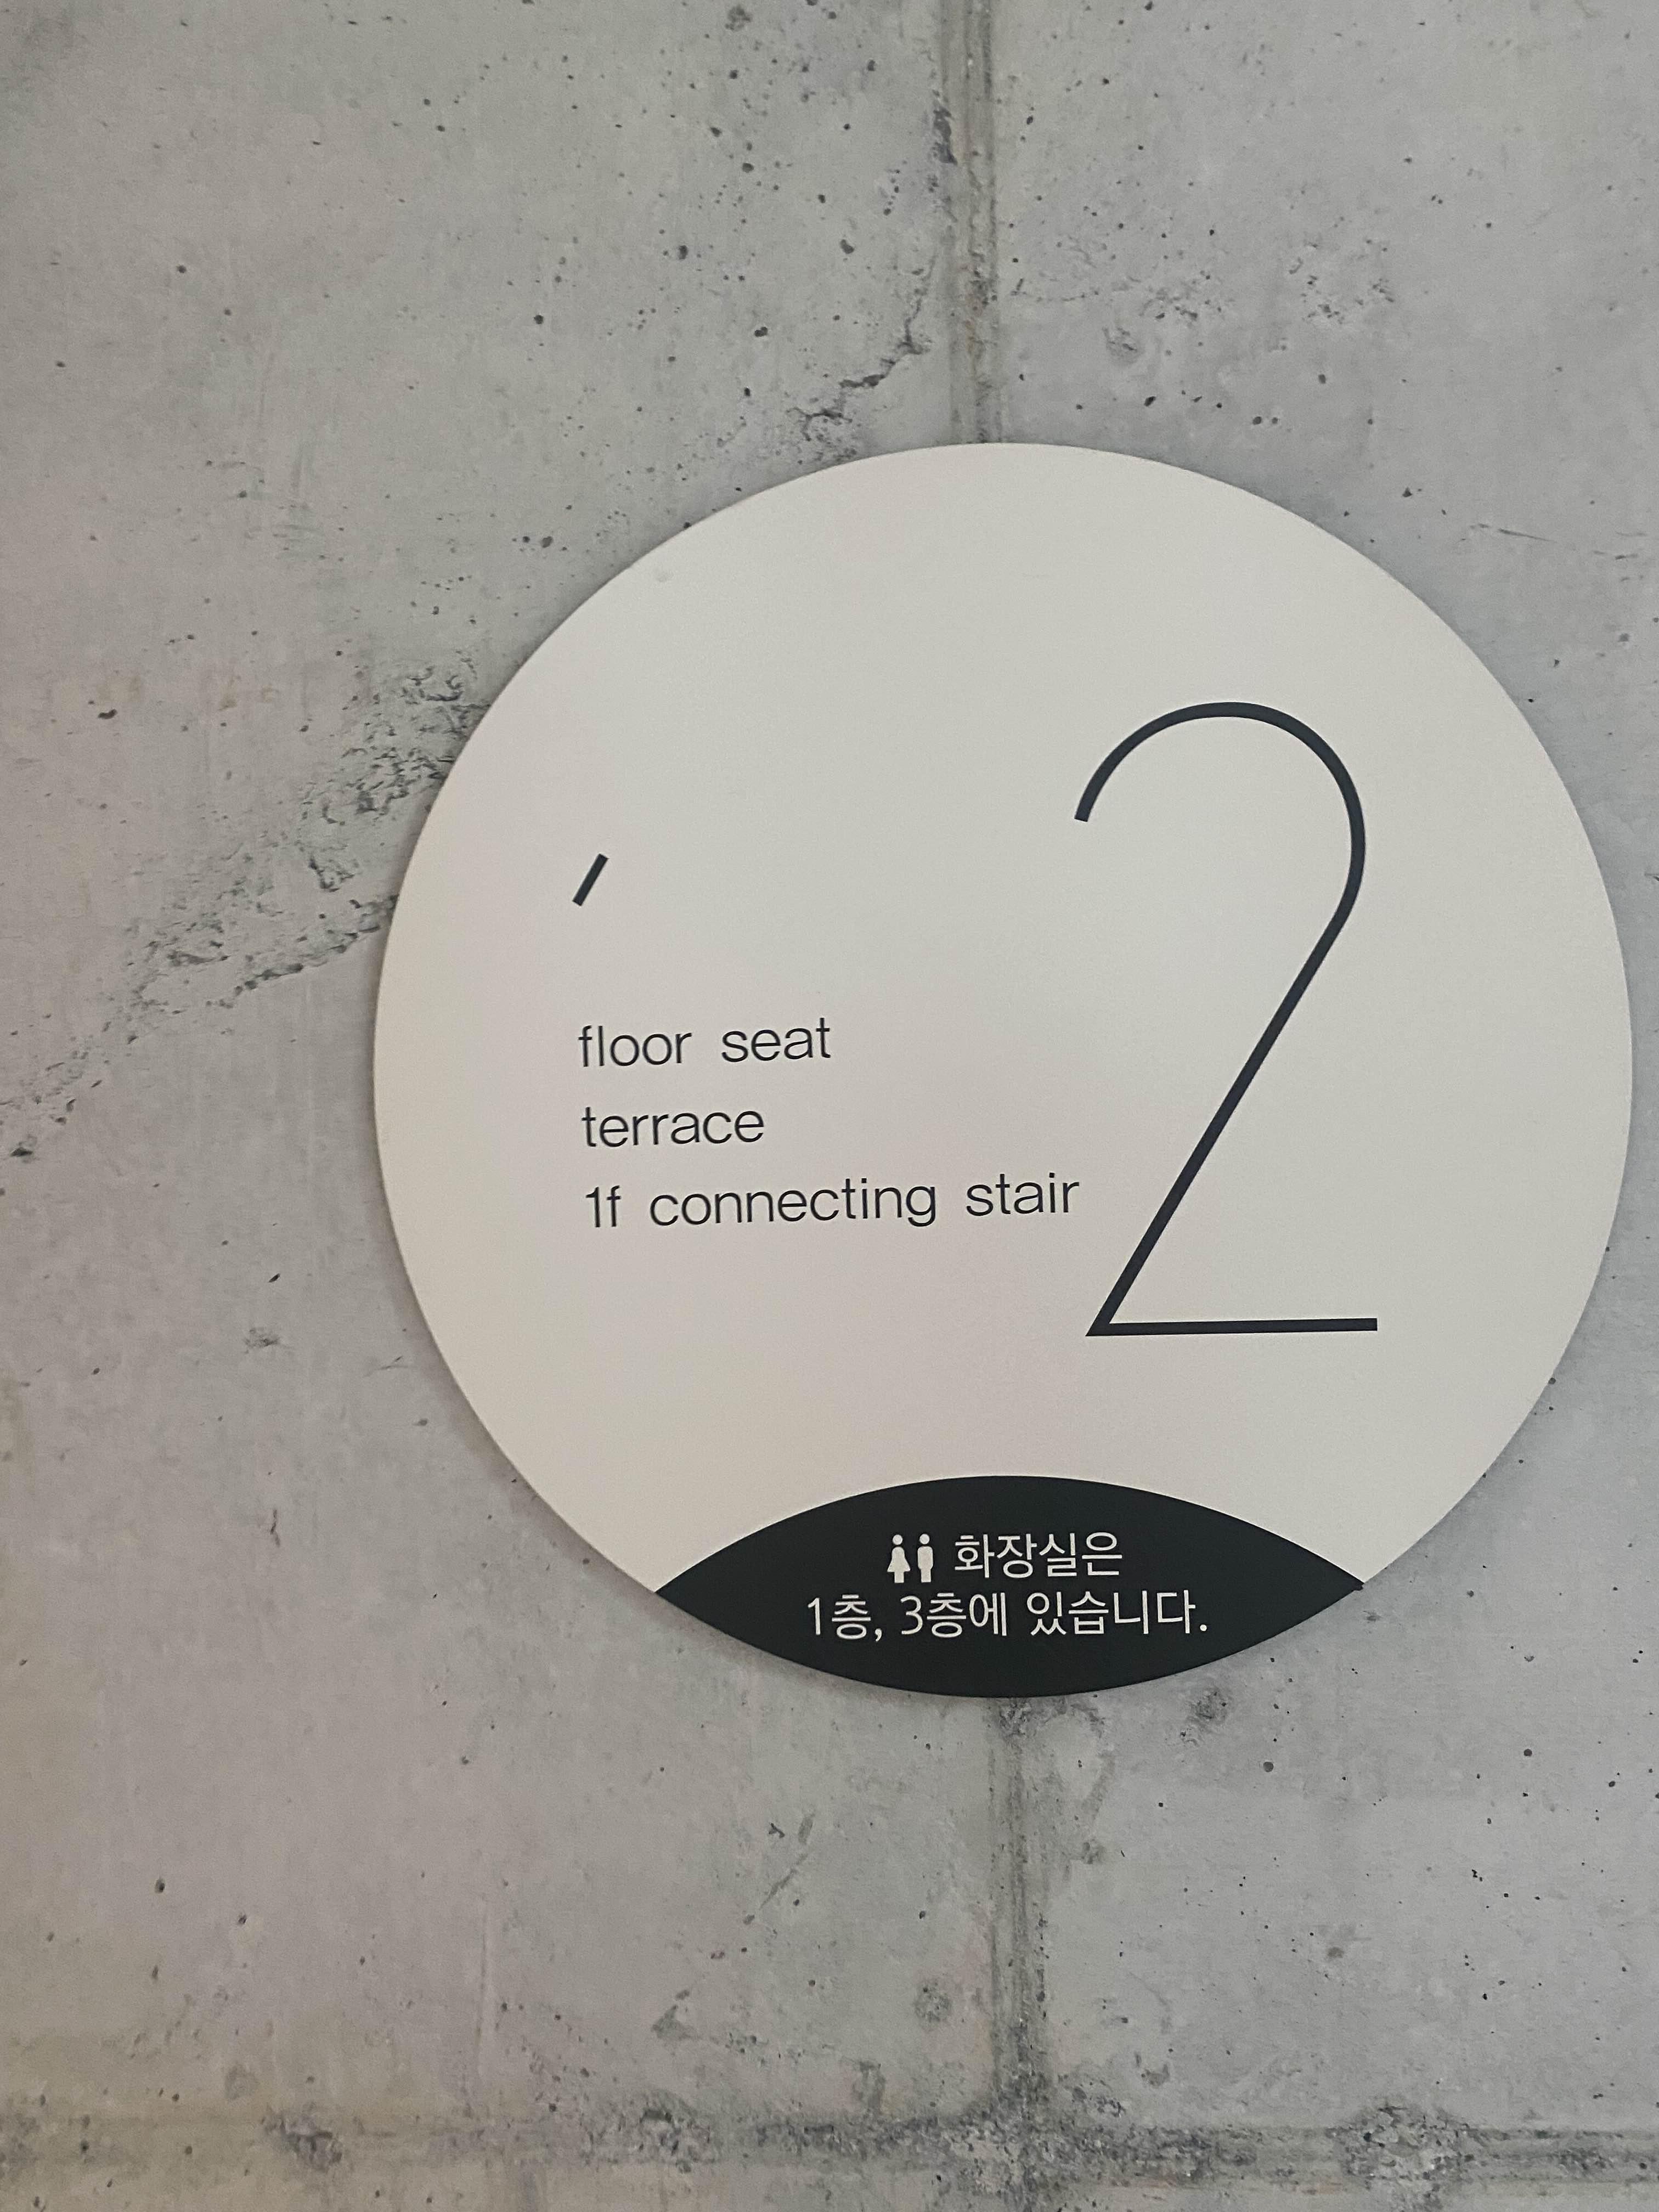 2
floor seat
terrace
1f connecting stair
화장실은
1층, 3층에 있습니다.